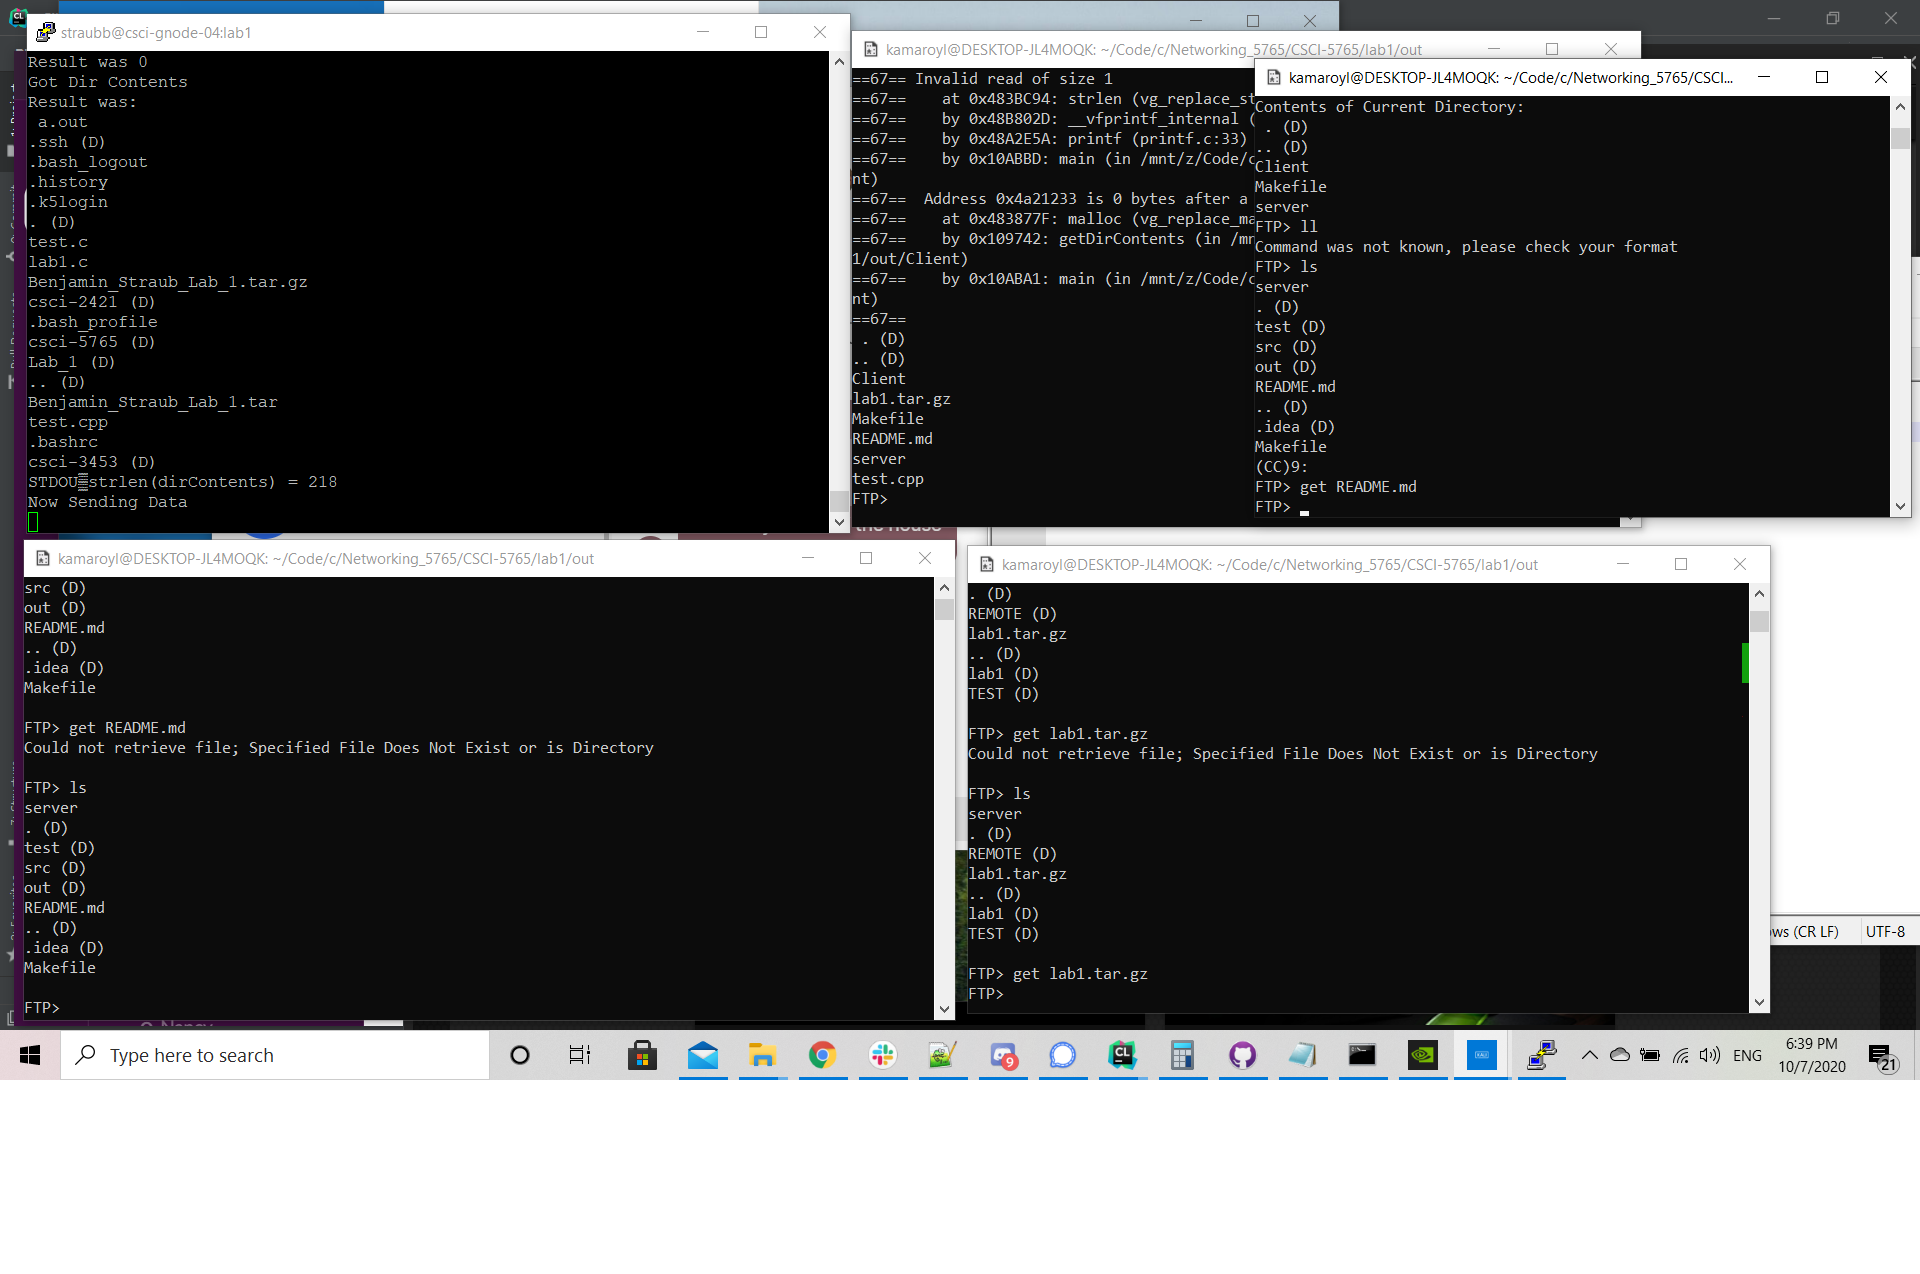 straubb@csci-gnode-04:lab1
Result was 0
Got Dir Contents
Result was:
a.out
.ssh (D)
.bash_logout
.history
.k5login
. (D)
test.c
lab1.c
Benjamin_Straub_Lab_1.tar.gz
csci-2421 (D)
.bash_profile
csci-5765 (D)
Lab_1 (D)
.. (D)
Benjamin_Straub_Lab_1.tar
test.cpp
.bashrc
csci-3453 (D)
STDOU strlen(dirContents) = 218
Now Sending Data
kamaroyl@DESKTOP-JL4MOQK: ~/Code/c/Networking_5765/CSCI-5765/lab1/out
==67== Invalid read of size 1
==67==    at 0x483BC94: strlen (vg_replace_st
==67==    by 0x48B802D: __vfprintf_internal (
==67==    by 0x48A2E5A: printf (printf.c:33)
==67==    by 0x10ABBD: main (in /mnt/z/Code/c
nt)
==67==  Address 0x4a21233 is 0 bytes after a
==67==    at 0x483877F: malloc (vg_replace_ma
==67==    by 0x109742: getDirContents (in /mn
1/out/Client)
==67==    by 0x10ABA1: main (in /mnt/z/Code/c
nt)
==67==
. (D)
.. (D)
Client
lab1.tar.gz
Makefile
README.md
server
test.cpp
FTP>
kamaroyl@DESKTOP-JL4MOQK: ~/Code/c/Networking_5765/CSCI...
Contents of Current Directory:
. (D)
.. (D)
Client
Makefile
server
FTP> ll
Command was not known, please check your format
FTP> ls
server
. (D)
test (D)
src (D)
out (D)
README.md
.. (D)
.idea (D)
Makefile
(CC)9:
FTP> get README.md
FTP>
the house
kamaroyl@DESKTOP-JL4MOQK: ~/Code/c/Networking_5765/CSCI-5765/lab1/out
src (D)
out (D)
README.md
.. (D)
.idea (D)
Makefile
FTP> get README.md
Could not retrieve file; Specified File Does Not Exist or is Directory
FTP> ls
server
. (D)
test (D)
src (D)
out (D)
README.md
.. (D)
.idea (D)
Makefile
FTP>
kamaroyl@DESKTOP-JL4MOQK: ~/Code/c/Networking_5765/CSCI-5765/lab1/out
. (D)
REMOTE (D)
lab1.tar.gz
.. (D)
lab1 (D)
TEST (D)
FTP> get lab1.tar.gz
Could not retrieve file; Specified File Does Not Exist or is Directory
FTP> ls
server
. (D)
REMOTE (D)
lab1.tar.gz
.. (D)
lab1 (D)
TEST (D)
FTP> get lab1.tar.gz
FTP>
ows (CR LF) UTF-8
Type here to search
CL
9
ENG
6:39 PM
10/7/2020
21